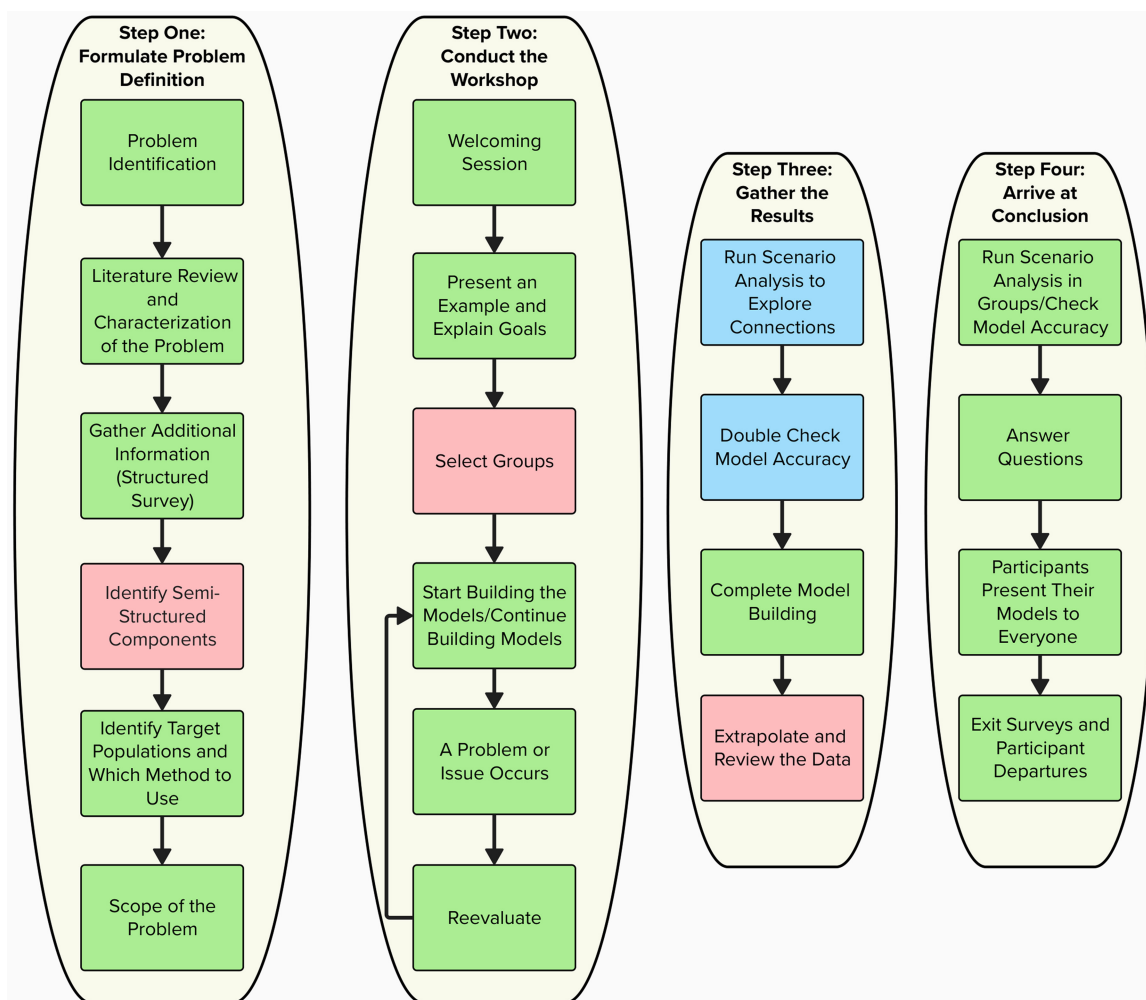 Step One:
Formulate Problem
Definition
Problem
Identification
Literature Review
and
Characterization
of the Problem
Gather Additional
Information
(Structured
Survey)
Identify Semi-
Structured
Components
Identify Target
Populations and
Which Method to
Use
Scope of the
Problem
Step Two:
Conduct the
Workshop
Welcoming
Session
Present an
Example and
Explain Goals
Select Groups
Start Building the
Models/Continue
Building Models
A Problem or
Issue Occurs
Reevaluate
Step Three:
Gather the
Results
Run Scenario
Analysis to
Explore
Connections
Double Check
Model Accuracy
Complete Model
Building
Extrapolate and
Review the Data
Step Four:
Arrive at
Conclusion
Run Scenario
Analysis in
Groups/Check
Model Accuracy
Answer
Questions
Participants
Present Their
Models to
Everyone
Exit Surveys and
Participant
Departures